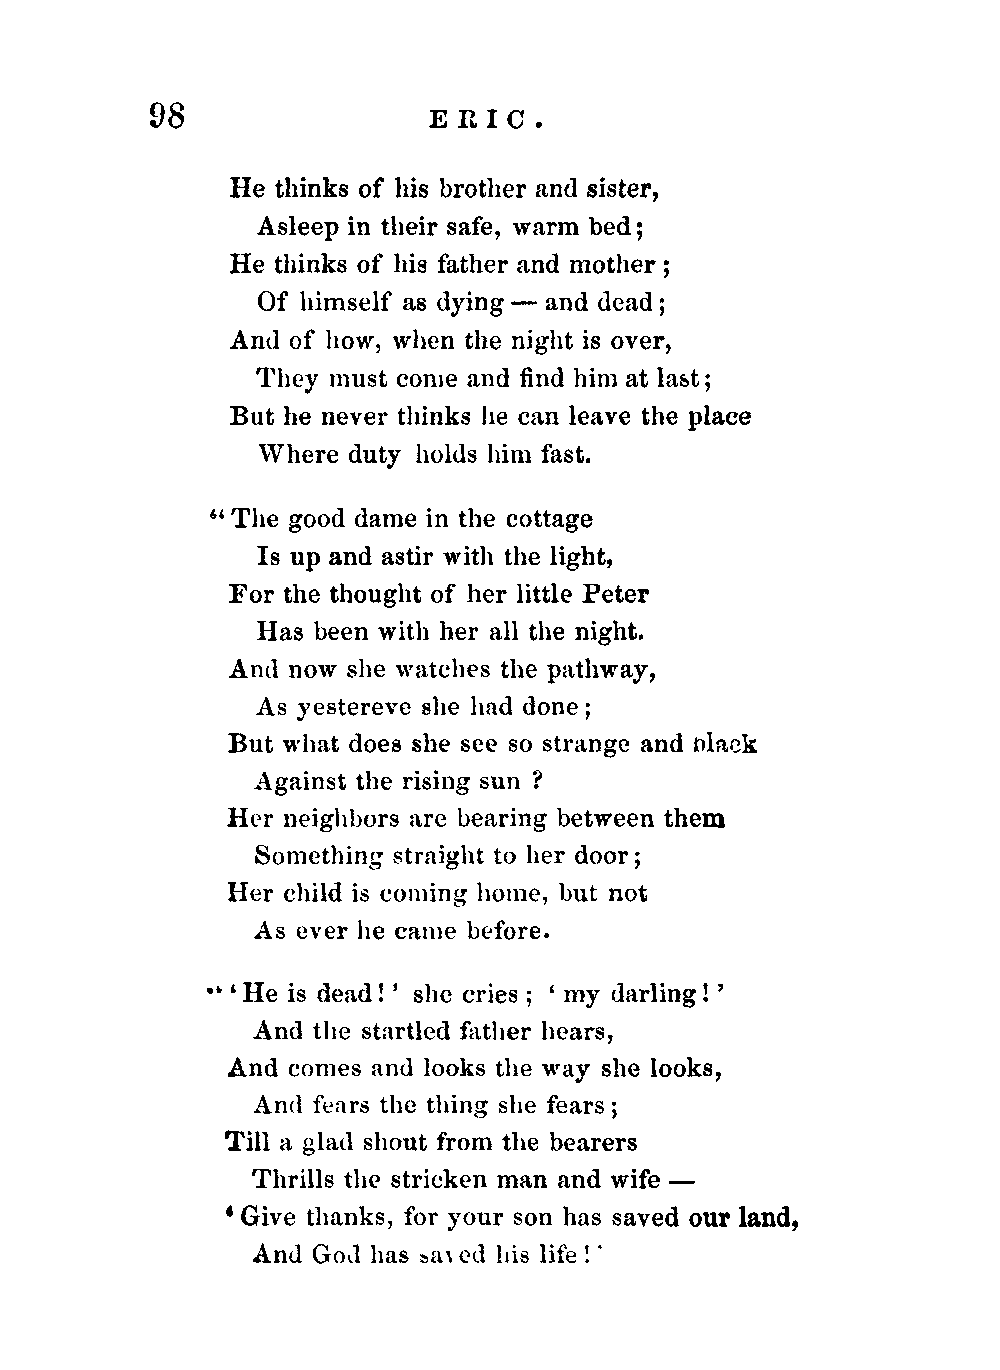 98 ERIC.
He thinks of his brother and sister,
Asleep in their safe, warm bed;
He thinks of his father and mother;
Of himself as dying — and dead;
And of how, when the night is over,
They must come and find him at last;
But he never thinks he can leave the place
Where duty holds him fast.
"The good dame in the cottage
Is up and astir with the light,
For the thought of her little Peter
Has been with her all the night.
And now she watches the pathway,
As yestereve she had done;
But what does she see so strange and black
Against the rising sun?
Her neighbors are bearing between them
Something straight to her door;
Her child is coming home, but not
As ever he came before.
"'He is dead!' she cries; 'my darling!'
And the startled father hears,
And comes and looks the way she looks,
And fears the thing she fears;
Till a glad shout from the bearers
Thrills the stricken man and wife —
'Give thanks, for your son has saved our land,
And God has saved his life!'